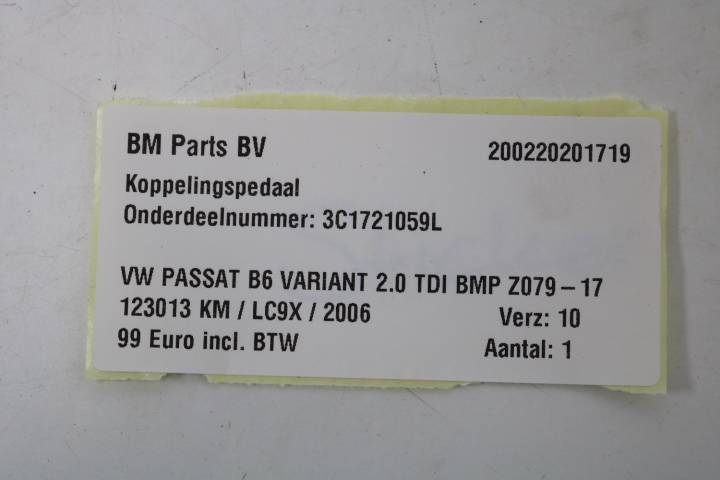 BM Parts BV 200220201719
Koppelingspedaal
Onderdeelnummer: 3C1721059L
VW PASSAT B6 VARIANT 2.0 TDI BMP Z079-17
123013 KM / LC9X / 2006 Verz: 10
99 Euro incl. BTW Aantal: 1